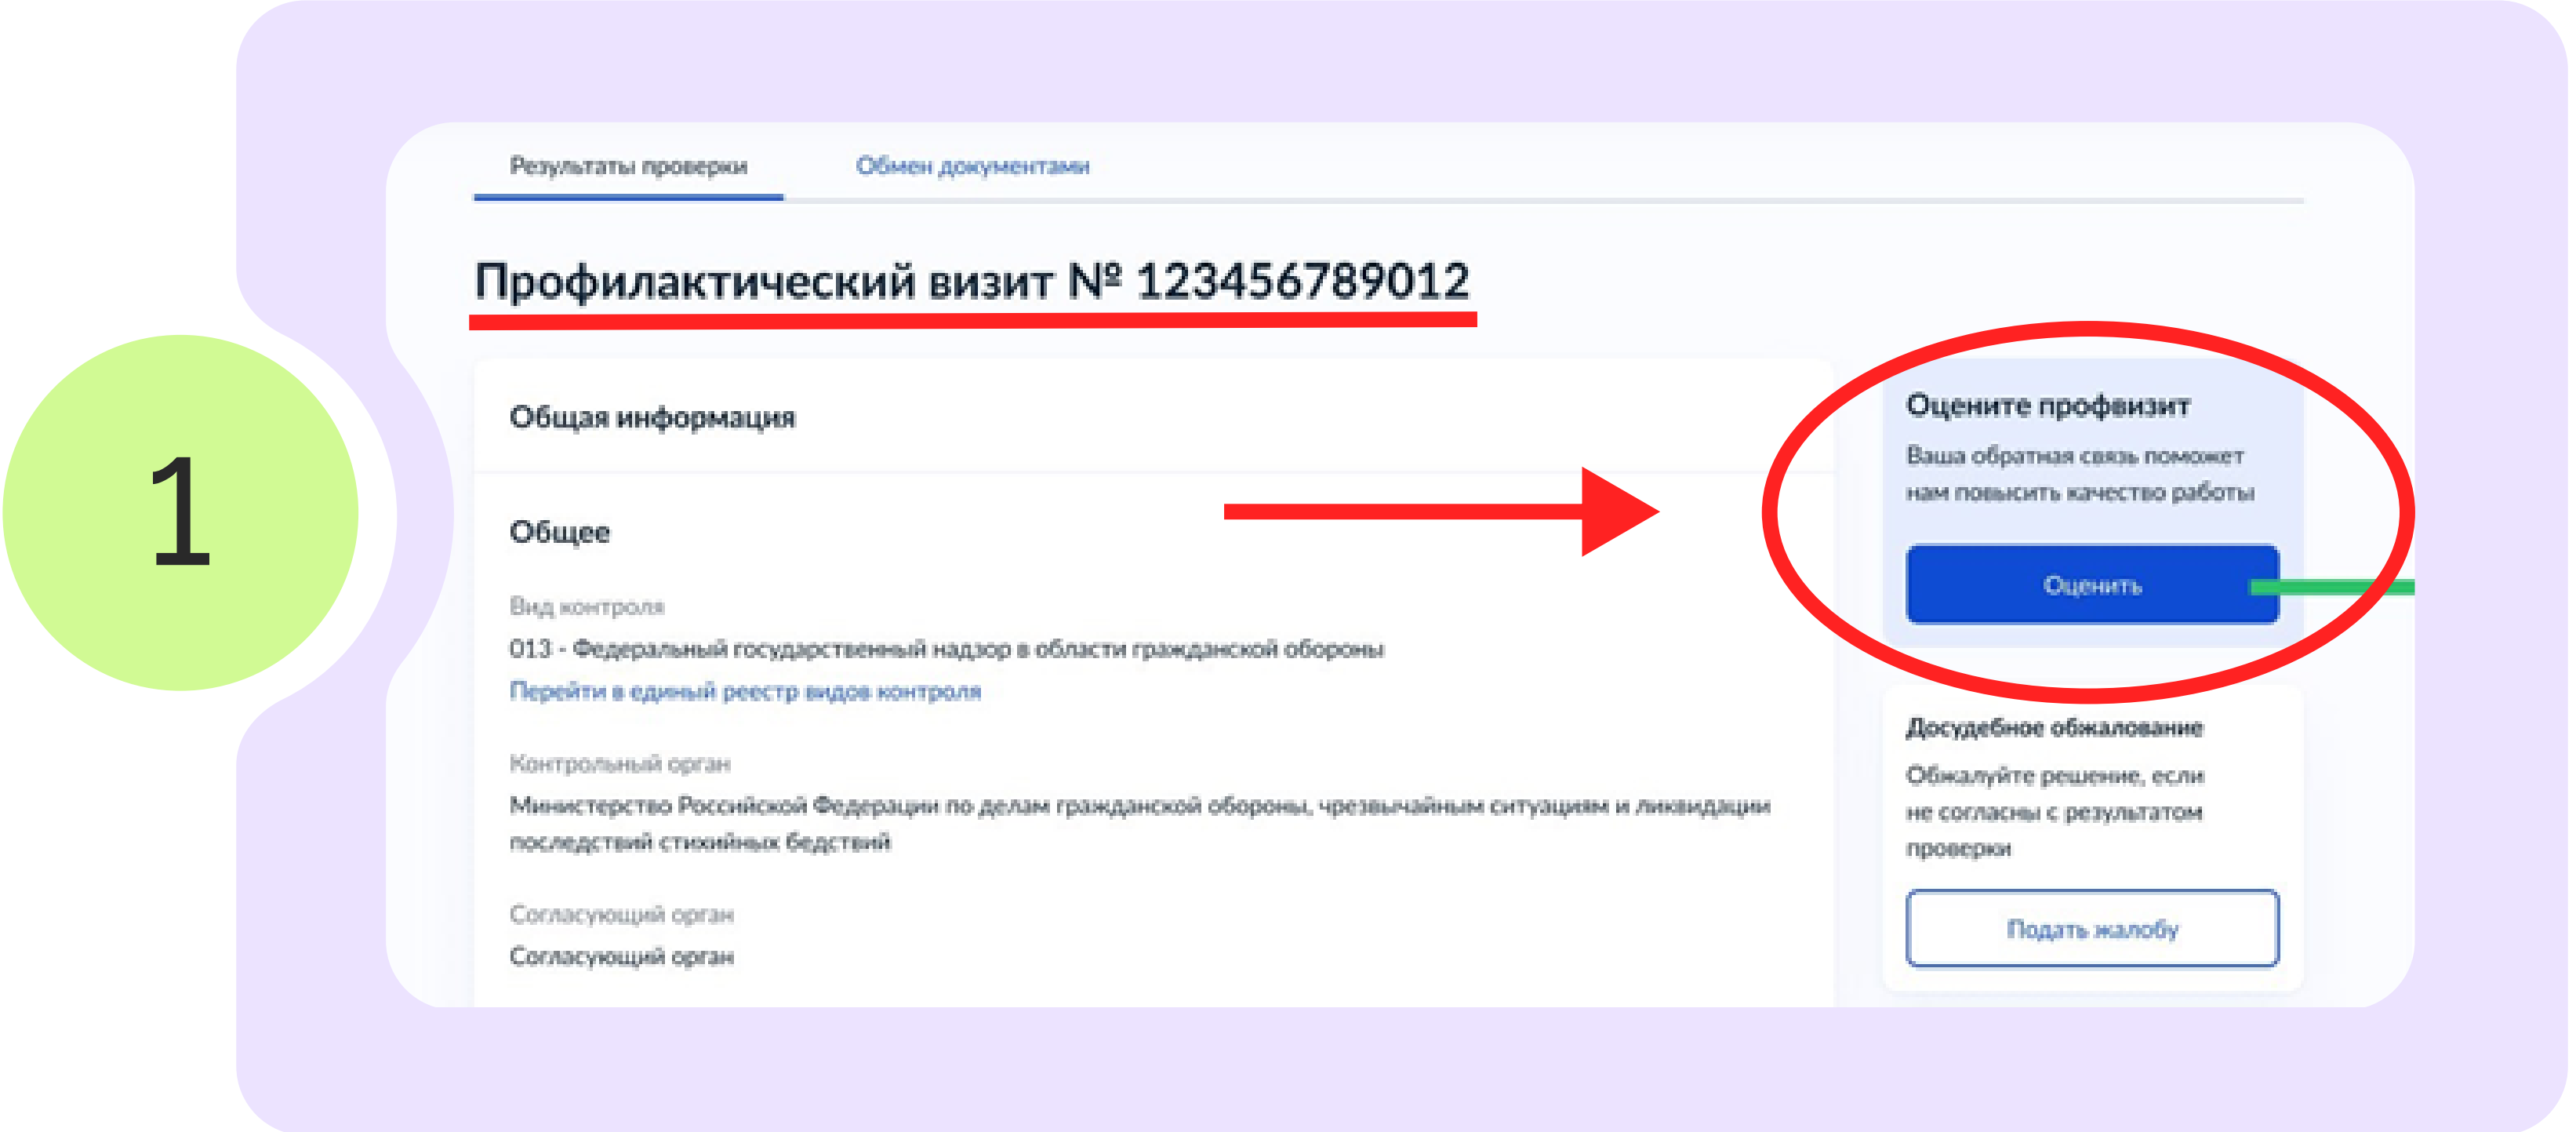 1
Результаты проверки
Обмен документами
Профилактический визит № 123456789012
Общая информация
Общее
Вид контроля
013 - Федеральный государственный надзор в области гражданской обороны
Перейти в единый реестр видов контроля
Контрольный орган
Министерство Российской Федерации по делам гражданской обороны, чрезвычайным ситуациям и ликвидации
последствий стихийных бедствий
Согласующий орган
Согласующий орган
Оцените профвизит
Ваша обратная связь поможет
нам повысить качество работы
Оценить
Досудебное обжалование
Обжалуйте решение, если
не согласны с результатом
проверки
Подать жалобу